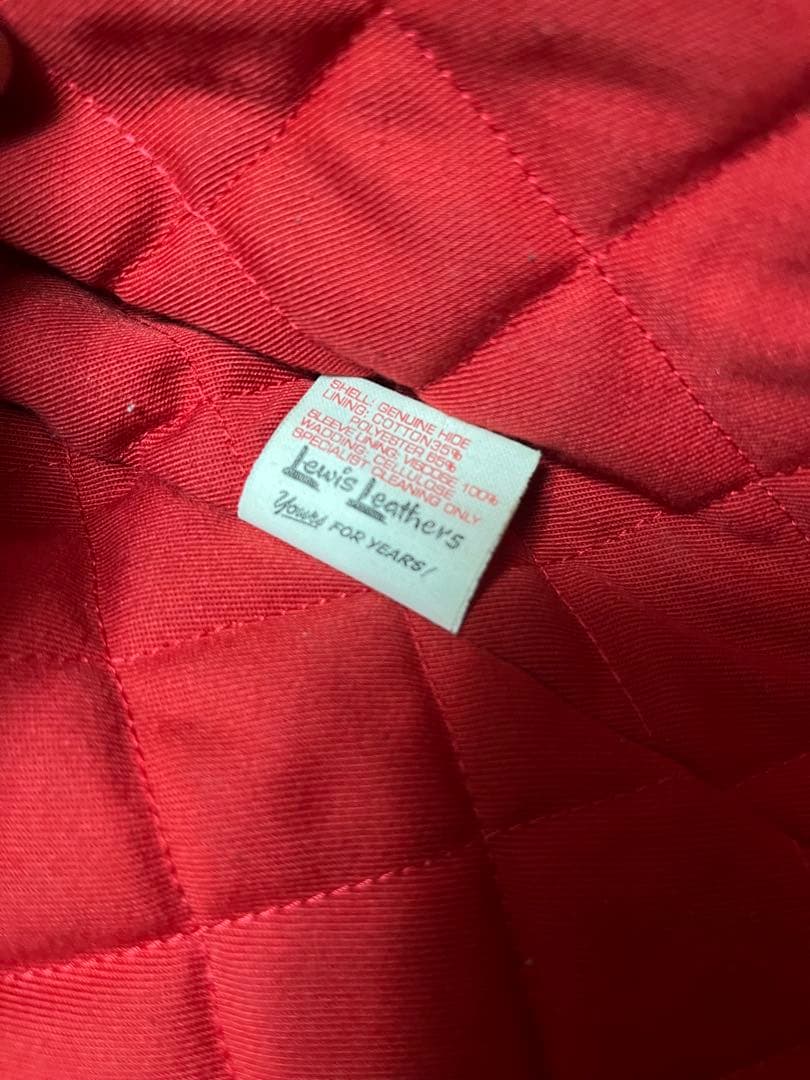 SHELL: GENUINE HIDE
LINING: COTTON 35%
POLYESTER 65%
SLEEVE LINING: VISCOSE 100%
WADDING: CELLULOSE
SPECIALIST CLEANING ONLY
Lewis Leathers
Yours FOR YEARS!